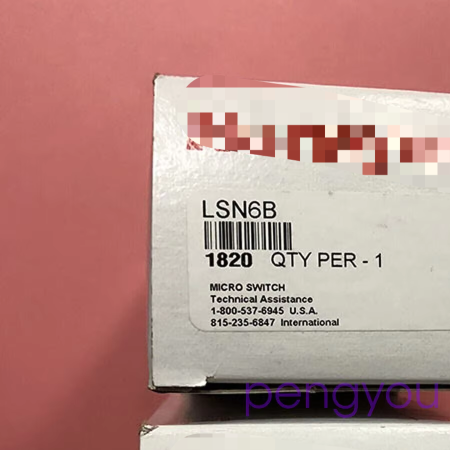 LSN6B
1820 QTY PER - 1
MICRO SWITCH
Technical Assistance
1-800-537-6945 U.S.A.
815-235-6847 International
pengyou